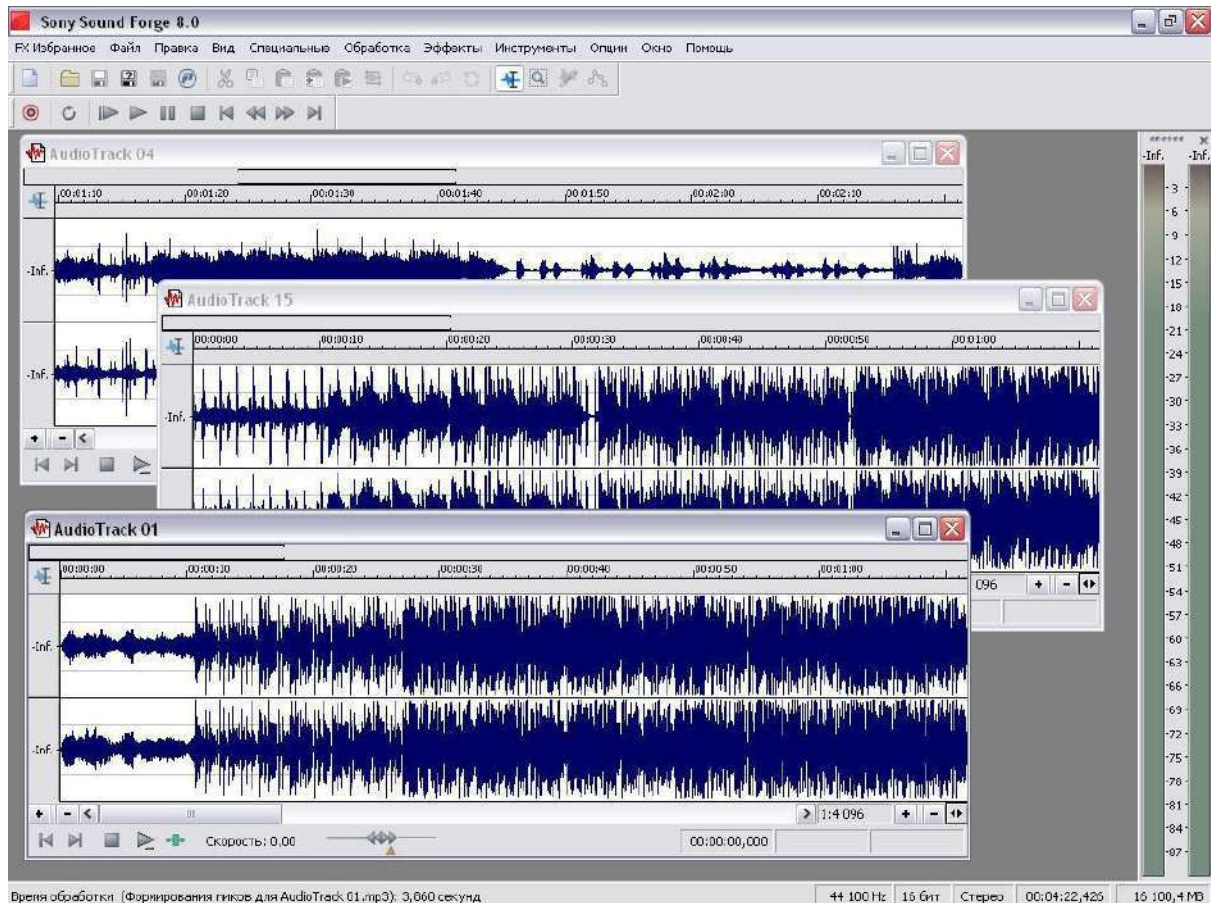 Sony Sound Forge 8.0
FX Избранное Файл Правка Вид Специальные Обработка Эффекты Инструменты Опции Окно Помощь
AudioTrack 04
-Inf. -Inf.
00:01:10 00:01:20 00:01:30 00:01:40 00:01:50 00:02:00 00:02:10
-Inf.
-Inf.
AudioTrack 15
00:00:00 00:00:10 00:00:20 00:00:30 00:00:40 00:00:50 00:01:00
-Inf.
096
AudioTrack 01
00:00:00 00:00:10 00:00:20 00:00:30 00:00:40 00:00:50 00:01:00
-Inf.
-Inf.
1:4 096
Скорость: 0,00
00:00:00,000
-3
-6
-9
-12
-15
-18
-21
-24
-27
-30
-33
-36
-39
-42
-45
-48
-51
-54
-57
-60
-63
-66
-69
-72
-75
-78
-81
-84
-87
Время обработки (Формирования пиков для AudioTrack 01.mp3): 3,860 секунд
44 100 Hz 16 бит Стерео 00:04:22,426 16 100,4 MB